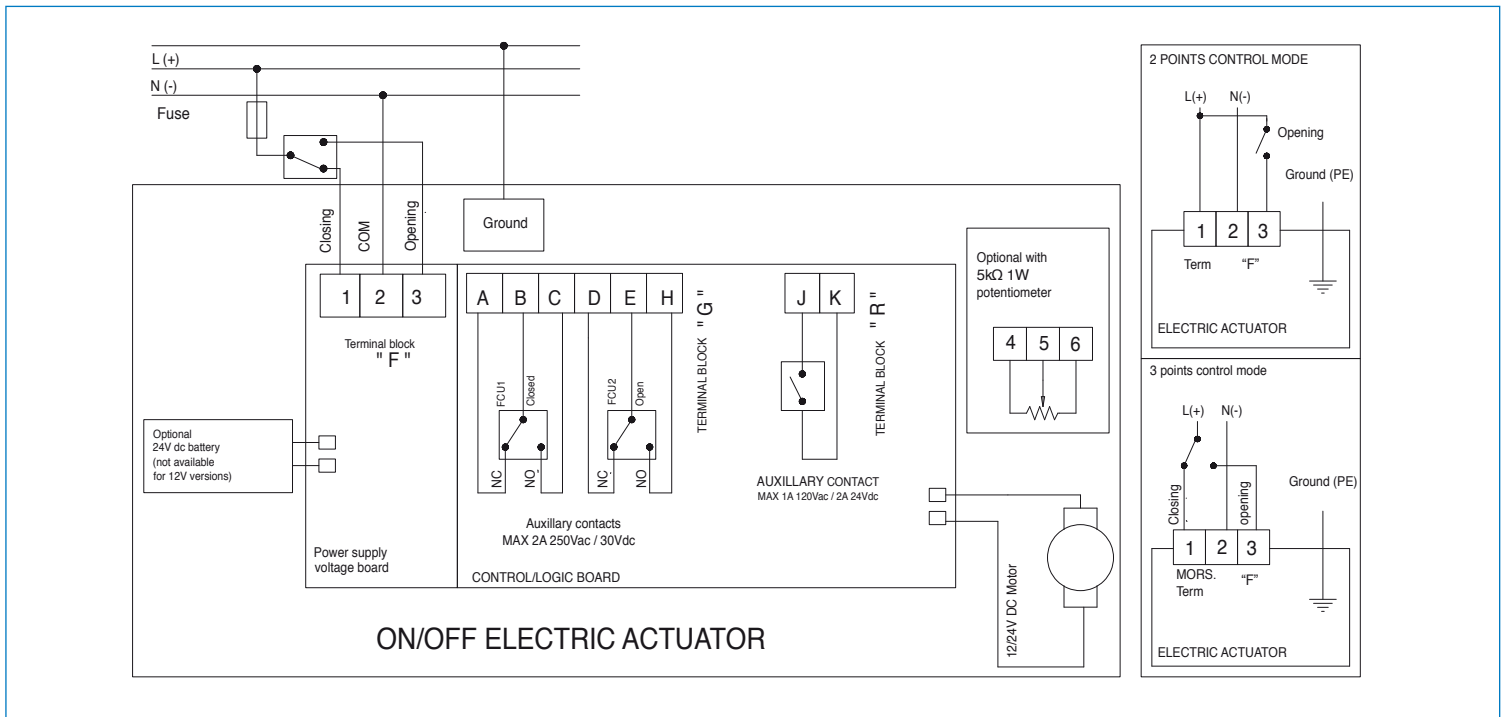 L (+)
N (-)
Fuse
Closing
COM
Opening
Ground
1 2 3
Terminal block
" F "
A B C D E H
TERMINAL BLOCK " G "
FCU1
Closed
FCU2
Open
NC
NO
NC
NO
Auxillary contacts
MAX 2A 250Vac / 30Vdc
J K
TERMINAL BLOCK " R "
AUXILLARY CONTACT
MAX 1A 120Vac / 2A 24Vdc
Optional with
5kΩ 1W
potentiometer
4 5 6
Optional
24V dc battery
(not available
for 12V versions)
Power supply
voltage board
CONTROL/LOGIC BOARD
12/24V DC Motor
ON/OFF ELECTRIC ACTUATOR
2 POINTS CONTROL MODE
L(+) N(-)
Opening
Ground (PE)
1 2 3
Term “F”
ELECTRIC ACTUATOR
3 points control mode
L(+) N(-)
Closing
opening
Ground (PE)
1 2 3
MORS.
Term “F”
ELECTRIC ACTUATOR